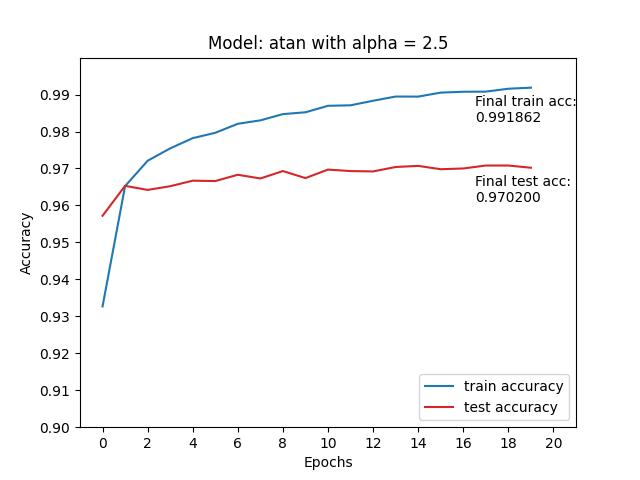 Model: atan with alpha = 2.5
0.99
0.98
0.97
0.96
0.95
0.94
0.93
0.92
0.91
0.90
Accuracy
Final train acc:
0.991862
Final test acc:
0.970200
train accuracy
test accuracy
0 2 4 6 8 10 12 14 16 18 20
Epochs